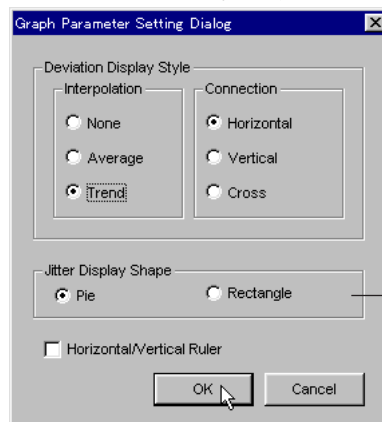 Graph Parameter Setting Dialog
Deviation Display Style
Interpolation
Connection
None
Horizontal
Average
Vertical
Trend
Cross
Jitter Display Shape
Pie
Rectangle
Horizontal/Vertical Ruler
OK
Cancel